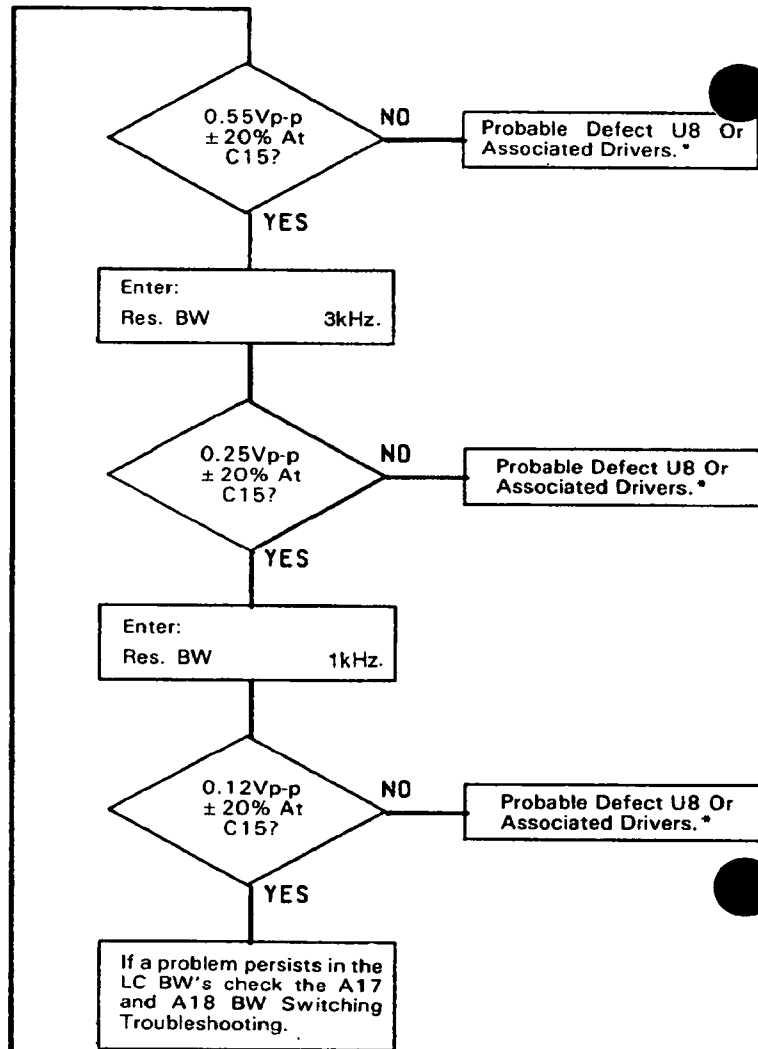 0.55Vp-p
±20% At
C15?
NO
Probable Defect U8 Or
Associated Drivers.*
YES
Enter:
Res. BW 3kHz.
0.25Vp-p
±20% At
C15?
NO
Probable Defect U8 Or
Associated Drivers.*
YES
Enter:
Res. BW 1kHz.
0.12Vp-p
±20% At
C15?
NO
Probable Defect U8 Or
Associated Drivers.*
YES
If a problem persists in the
LC BW's check the A17
and A18 BW Switching
Troubleshooting.